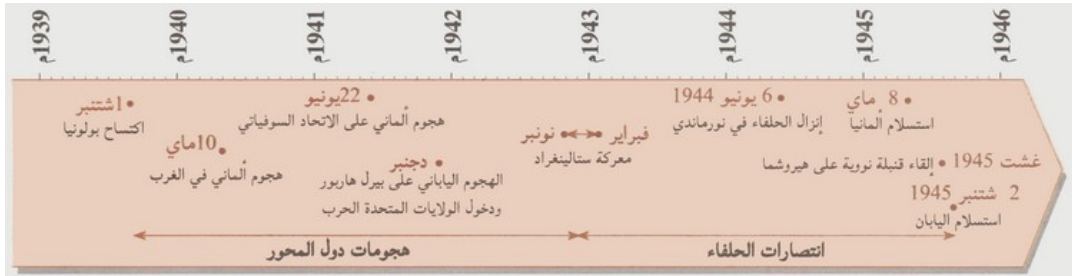 1939م
1940م
1941م
1942م
1943م
1944م
1945م
1946م
1شتنبر
اكتساح بولونيا
10ماي
هجوم ألماني في الغرب
22يونيو
هجوم ألماني على الاتحاد السوفياتي
دجنبر
الهجوم الياباني على بيرل هاربور
ودخول الولايات المتحدة الحرب
نونبر
فبراير
معركة ستالينغراد
6 يونيو 1944
إنزال الحلفاء في نورماندي
8 ماي
استسلام ألمانيا
غشت 1945 إلقاء قنبلة نووية على هيروشما
2 شتنبر 1945
استسلام اليابان
هجومات دول المحور
انتصارات الحلفاء